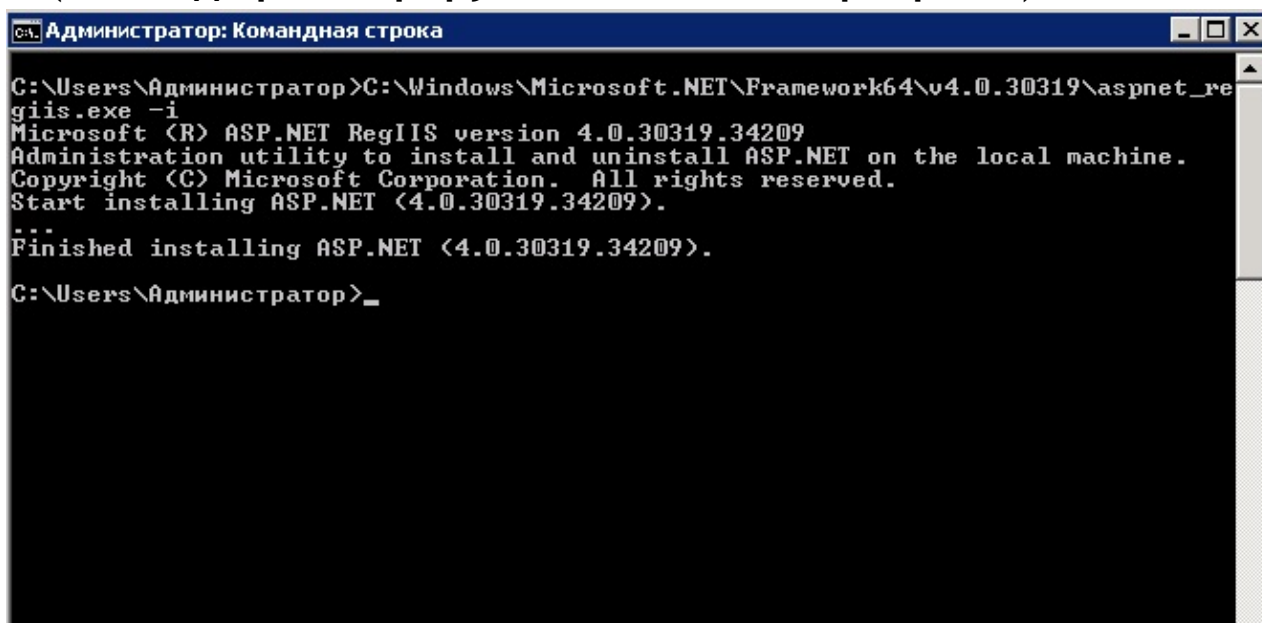 Администратор: Командная строка
C:\Users\Администратор>C:\Windows\Microsoft.NET\Framework64\v4.0.30319\aspnet_re
giis.exe -i
Microsoft (R) ASP.NET RegIIS version 4.0.30319.34209
Administration utility to install and uninstall ASP.NET on the local machine.
Copyright (C) Microsoft Corporation.  All rights reserved.
Start installing ASP.NET (4.0.30319.34209).
...
Finished installing ASP.NET (4.0.30319.34209).
C:\Users\Администратор>_